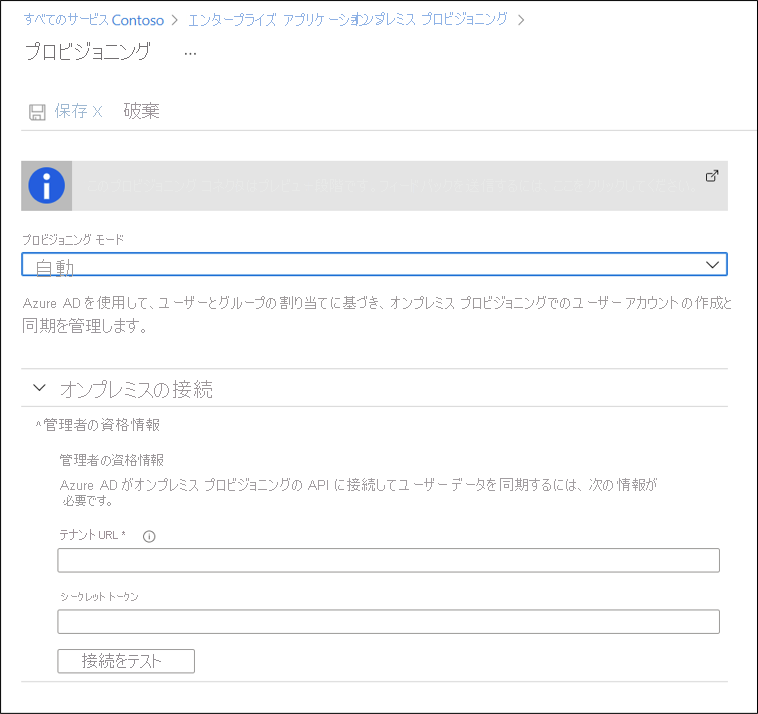 すべてのサービス Contoso > エンタープライズ アプリケーション オンプレミス プロビジョニング >
プロビジョニング ...
保存 X 破棄
プロビジョニング モード
自動
Azure ADを使用して、ユーザーとグループの割り当てに基づき、オンプレミス プロビジョニングでのユーザー アカウントの作成と
同期を管理します。
オンプレミスの接続
^管理者の資格情報
管理者の資格情報
Azure ADがオンプレミス プロビジョニングの API に接続してユーザー データを同期するには、次の情報が
必要です。
テナント URL *
シークレット トークン
接続をテスト